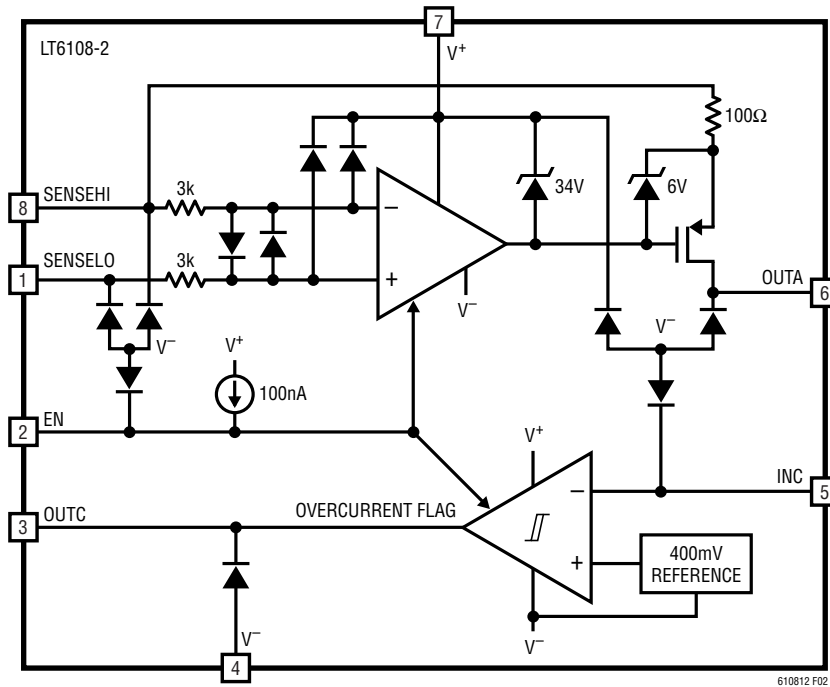 7
LT6108-2
V+
100Ω
3k
34V
6V
8
SENSEHI
−
SENSELO
3k
1
+
OUTA
V−
6
V−
V−
V+
100nA
EN
2
V+
INC
−
5
OUTC
OVERCURRENT FLAG
3
400mV
REFERENCE
+
V−
V−
4
610812 F02